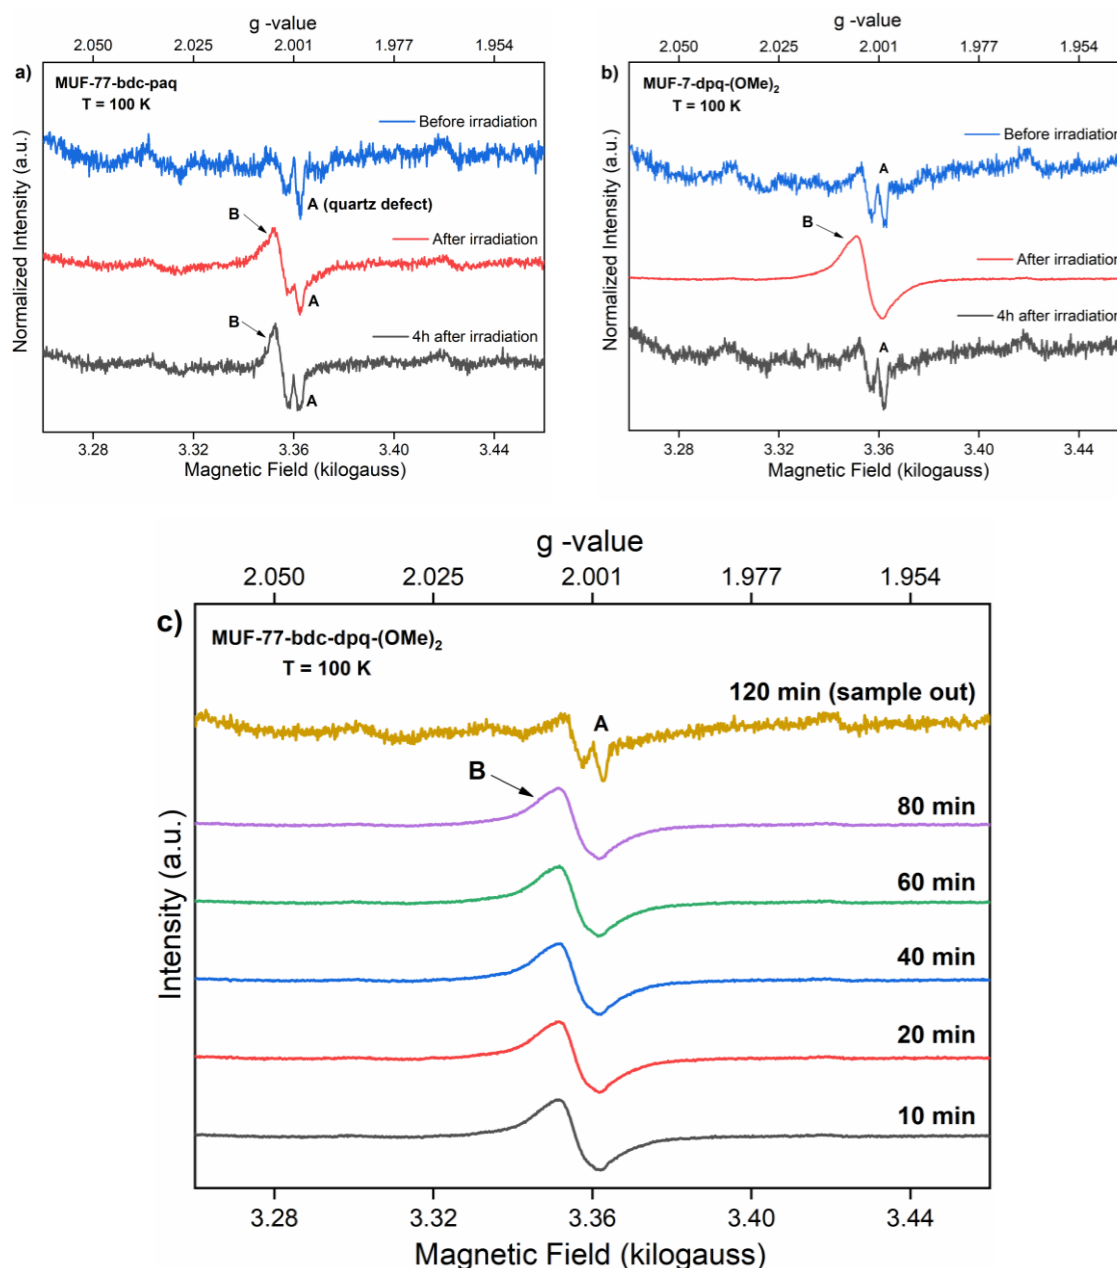 g -value
2.050 2.025 2.001 1.977 1.954
a)
MUF-77-bdc-paq
T = 100 K
Before irradiation
A (quartz defect)
B
After irradiation
A
B
4h after irradiation
A
Normalized Intensity (a.u.)
3.28 3.32 3.36 3.40 3.44
Magnetic Field (kilogauss)
g -value
2.050 2.025 2.001 1.977 1.954
b)
MUF-7-dpq-(OMe)₂
T = 100 K
Before irradiation
A
B
After irradiation
4h after irradiation
A
Normalized Intensity (a.u.)
3.28 3.32 3.36 3.40 3.44
Magnetic Field (kilogauss)
g -value
2.050 2.025 2.001 1.977 1.954
c)
MUF-77-bdc-dpq-(OMe)₂
T = 100 K
120 min (sample out)
A
B
80 min
60 min
40 min
20 min
10 min
Intensity (a.u.)
3.28 3.32 3.36 3.40 3.44
Magnetic Field (kilogauss)